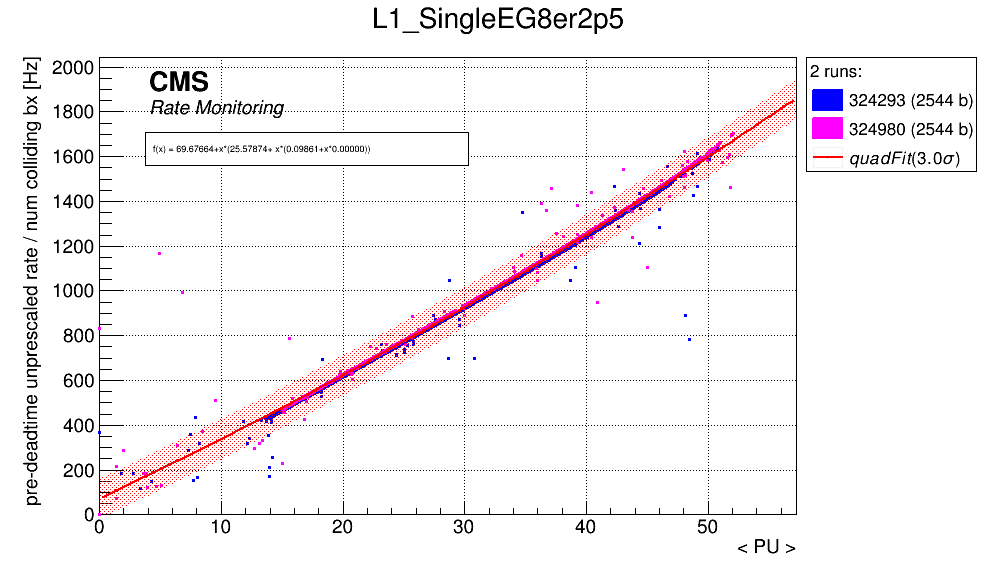 L1_SingleEG8er2p5
pre-deadtime unprescaled rate / num colliding bx [Hz]
2000
1800
1600
1400
1200
1000
800
600
400
200
0
CMS
Rate Monitoring
f(x) = 69.67664+x*(25.57874+ x*(0.09861+x*0.00000))
2 runs:
324293 (2544 b)
324980 (2544 b)
quadFit(3.0σ)
0 10 20 30 40 50
< PU >